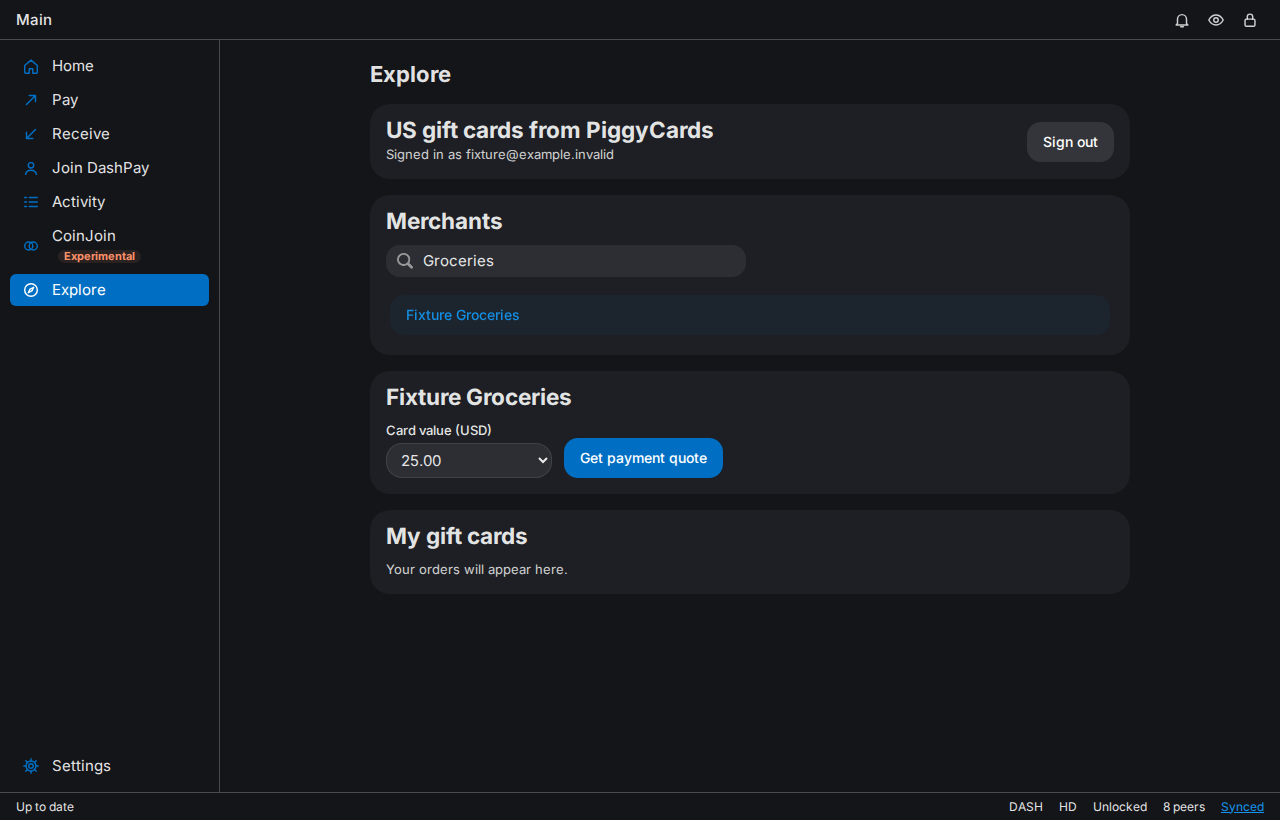 Main
Home
Pay
Receive
Join DashPay
Activity
CoinJoin
Experimental
Explore
Settings
Explore
US gift cards from PiggyCards
Signed in as fixture@example.invalid
Sign out
Merchants
Groceries
Fixture Groceries
Fixture Groceries
Card value (USD)
25.00
Get payment quote
My gift cards
Your orders will appear here.
Up to date
DASH HD Unlocked 8 peers Synced